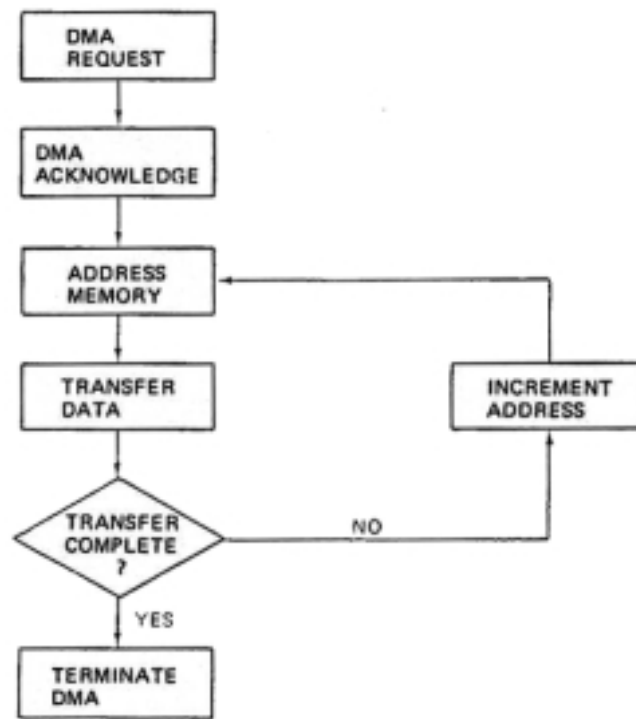 DMA
REQUEST
DMA
ACKNOWLEDGE
ADDRESS
MEMORY
TRANSFER
DATA
INCREMENT
ADDRESS
TRANSFER
COMPLETE
?
NO
YES
TERMINATE
DMA